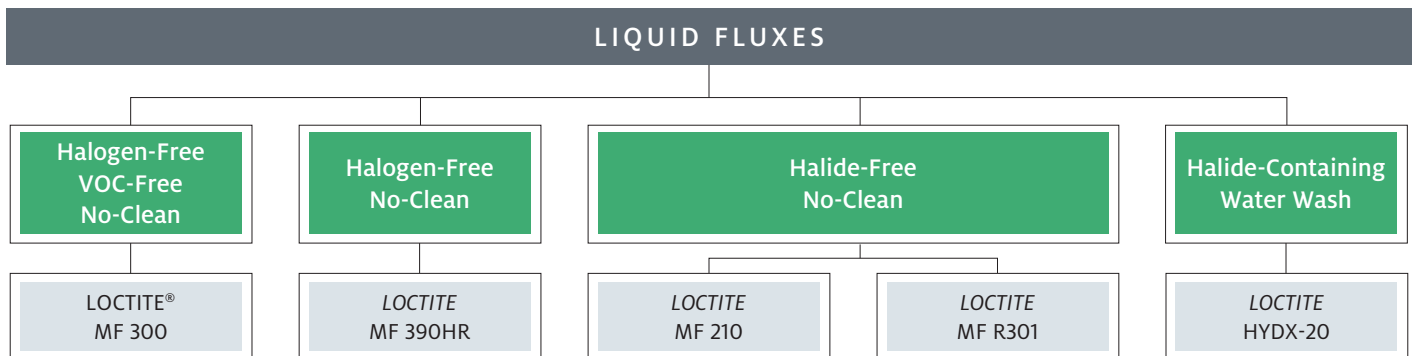 LIQUID FLUXES
Halogen-Free
VOC-Free
No-Clean
Halogen-Free
No-Clean
Halide-Free
No-Clean
Halide-Containing
Water Wash
LOCTITE®
MF 300
LOCTITE
MF 390HR
LOCTITE
MF 210
LOCTITE
MF R301
LOCTITE
HYDX-20